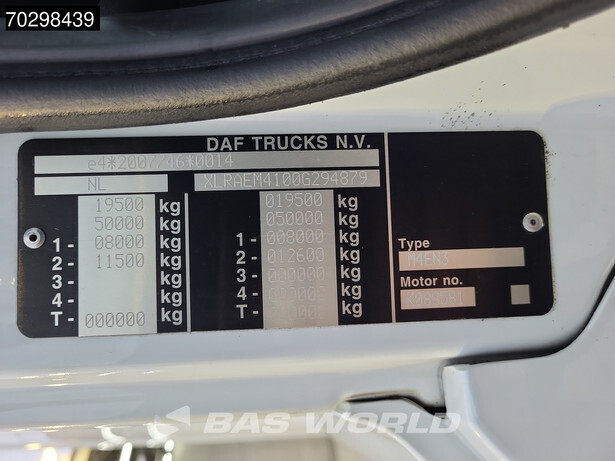 70298439
DAF TRUCKS N.V.
e4*2007/46*0014
NL XLRAEM4100G294879
19500 kg 019500 kg
50000 kg 050000 kg
1- 08000 kg 1- 008000 kg
2- 11500 kg 2- 012600 kg
3- kg 3- 000000 kg
4- kg 4- kg
T- 000000 kg T- kg
Type
M4EN3
Motor no.
BAS WORLD